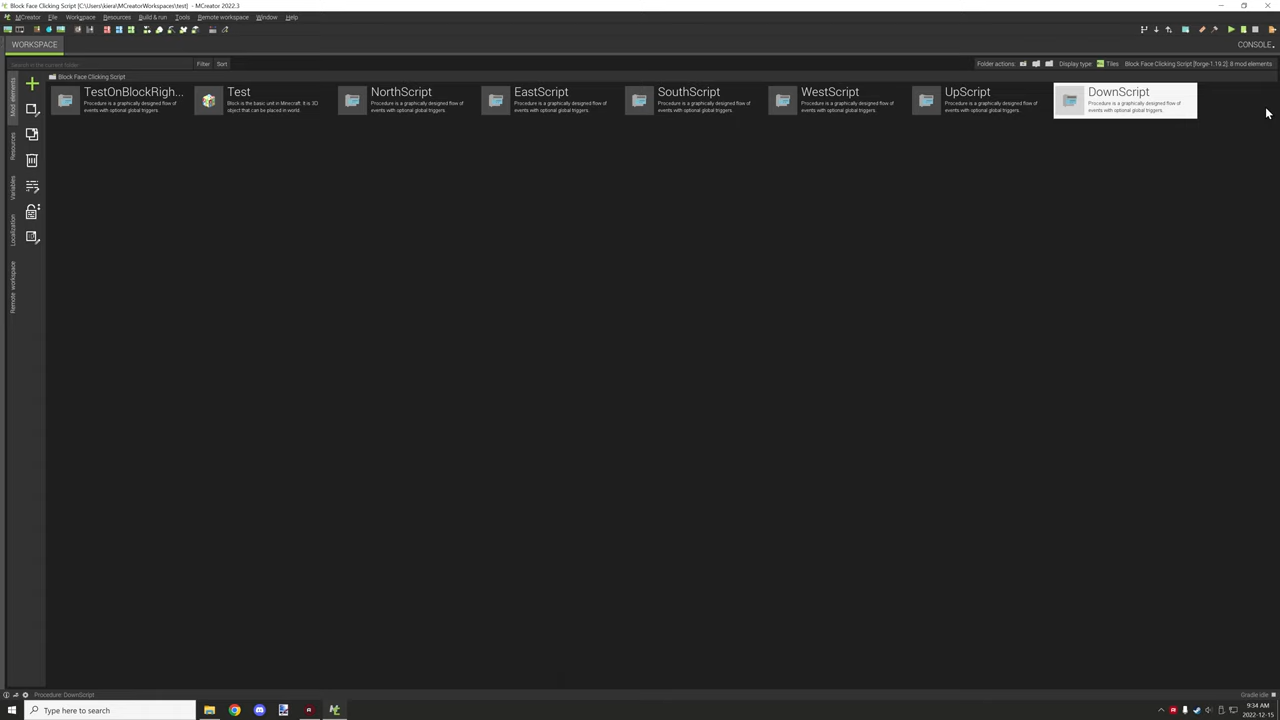 Block Face Clicking Script [C:\Users\kiera\MCreatorWorkspaces\test] - MCreator 2022.3
MCreator File Workspace Resources Build & run Tools Remote workspace Window Help
WORKSPACE
CONSOLE
Search in the current folder
Filter Sort
Folder actions:
Display type: Tiles
Block Face Clicking Script [forge-1.19.2] 8 mod elements
Block Face Clicking Script
Mod elements
Resources
Variables
Localization
Remote workspace
TestOnBlockRigh...
Procedure is a graphically designed flow of
events with optional global triggers.
Test
Block is the basic unit in Minecraft. It is 3D
object that can be placed in world.
NorthScript
Procedure is a graphically designed flow of
events with optional global triggers.
EastScript
Procedure is a graphically designed flow of
events with optional global triggers.
SouthScript
Procedure is a graphically designed flow of
events with optional global triggers.
WestScript
Procedure is a graphically designed flow of
events with optional global triggers.
UpScript
Procedure is a graphically designed flow of
events with optional global triggers.
DownScript
Procedure is a graphically designed flow of
events with optional global triggers.
Procedure: DownScript
Gradle idle
Type here to search
9:34 AM
2022-12-15